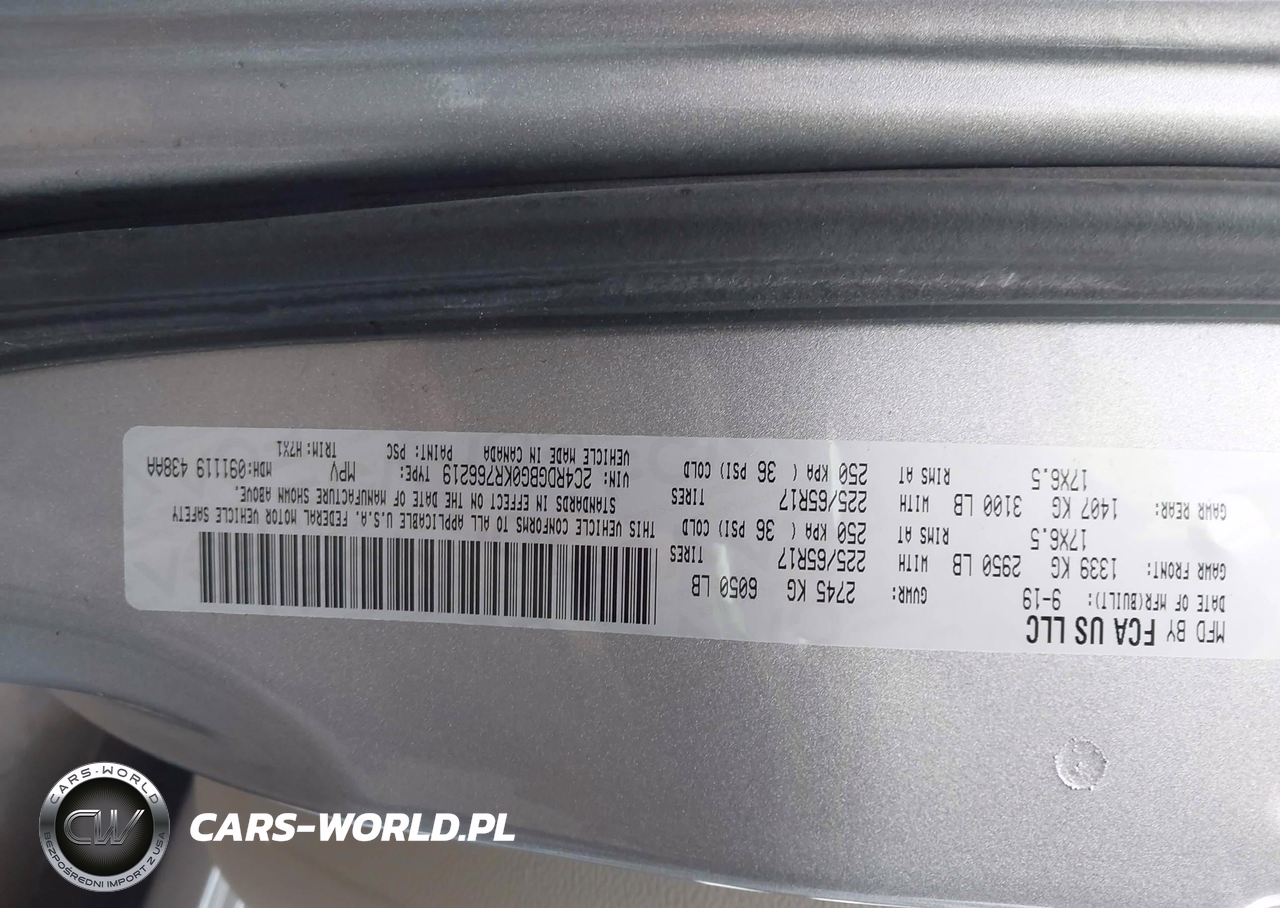 MFD BY FCA US LLC
DATE OF MFR(BUILT): 9-19 GVWR: 2745 KG 6050 LB
GAWR FRONT: 1339 KG 2950 LB WITH 225/65R17 TIRES
17X6.5 RIMS AT 250 KPA ( 36 PSI) COLD
GAWR REAR: 1407 KG 3100 LB WITH 225/65R17 TIRES
17X6.5 RIMS AT 250 KPA ( 36 PSI) COLD
THIS VEHICLE CONFORMS TO ALL APPLICABLE U.S.A. FEDERAL MOTOR VEHICLE SAFETY
STANDARDS IN EFFECT ON THE DATE OF MANUFACTURE SHOWN ABOVE.
VIN: 2C4RDGBG0KR766219 TYPE: MPV MDH: 091119 438AA
VEHICLE MADE IN CANADA PAINT: PSC TRIM: H7X1
CARS-WORLD
CW
BEZPOŚREDNI IMPORT Z USA
CARS-WORLD.PL